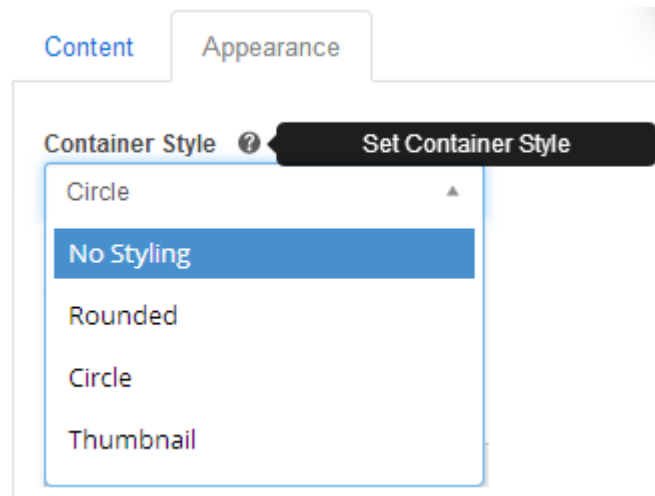 Content Appearance
Container Style ? Set Container Style
Circle
No Styling
Rounded
Circle
Thumbnail